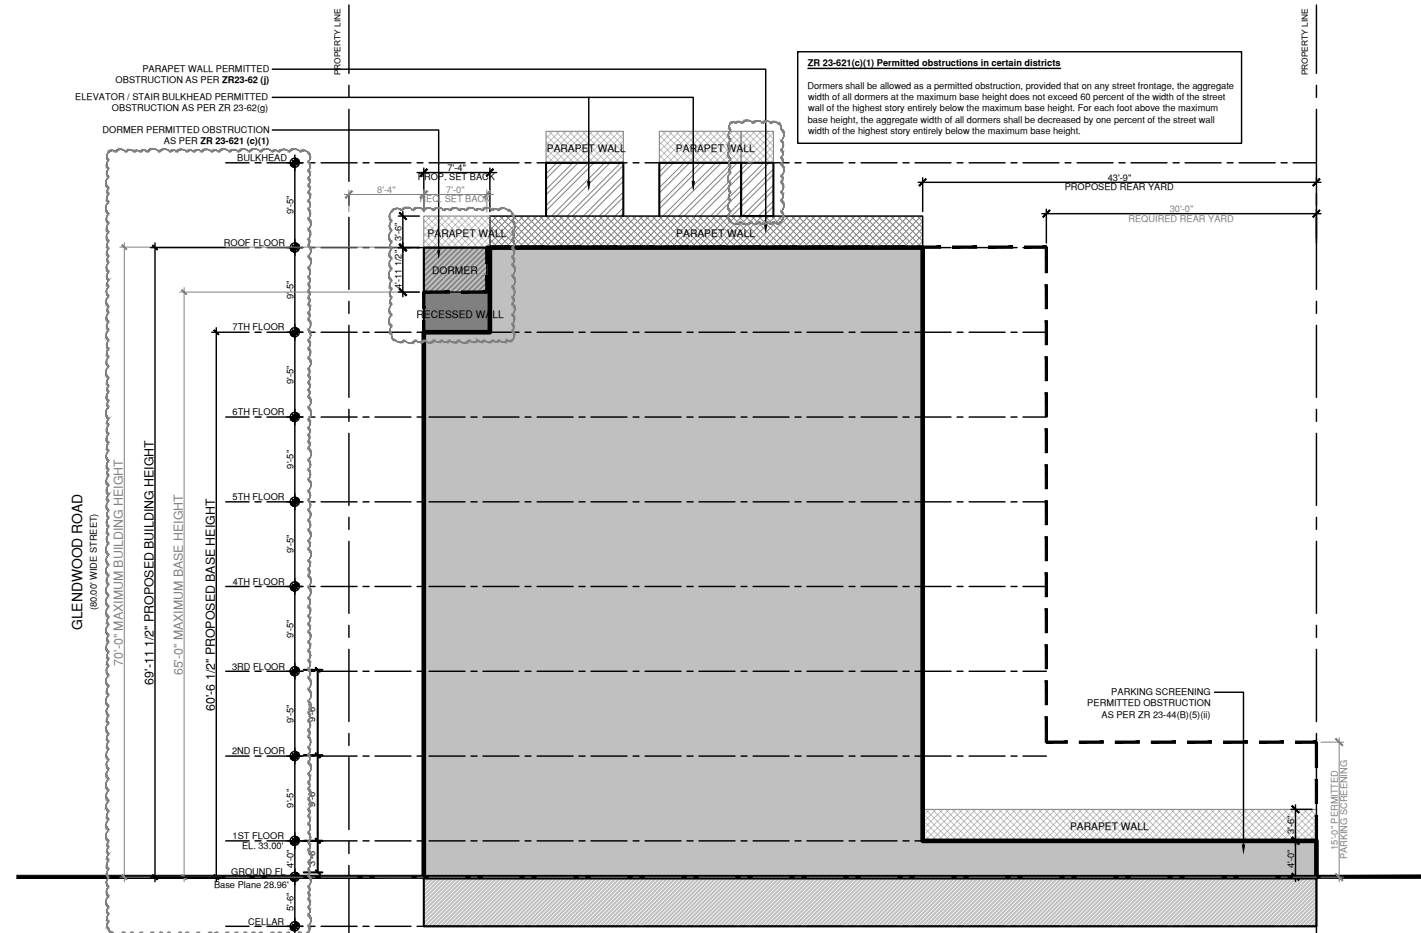 PROPERTY LINE
PROPERTY LINE
PARAPET WALL PERMITTED
OBSTRUCTION AS PER ZR23-62 (j)
ELEVATOR / STAIR BULKHEAD PERMITTED
OBSTRUCTION AS PER ZR 23-62(g)
DORMER PERMITTED OBSTRUCTION
AS PER ZR 23-621 (c)(1)
ZR 23-621(c)(1) Permitted obstructions in certain districts
Dormers shall be allowed as a permitted obstruction, provided that on any street frontage, the aggregate
width of all dormers at the maximum base height does not exceed 60 percent of the width of the street
wall of the highest story entirely below the maximum base height. For each foot above the maximum
base height, the aggregate width of all dormers shall be decreased by one percent of the street wall
width of the highest story entirely below the maximum base height.
PARAPET WALL
PARAPET WALL
BULKHEAD
7'-4"
PROP. SET BACK
8'-4"
7'-0"
REQ. SET BACK
43'-9"
PROPOSED REAR YARD
30'-0"
REQUIRED REAR YARD
9'-5"
3'-6"
PARAPET WALL
PARAPET WALL
ROOF FLOOR
4'-11 1/2"
DORMER
9'-5"
RECESSED WALL
7TH FLOOR
9'-5"
6TH FLOOR
9'-5"
5TH FLOOR
9'-5"
4TH FLOOR
9'-5"
3RD FLOOR
9'-5"
9'-6"
2ND FLOOR
9'-5"
9'-6"
1ST FLOOR
EL. 33.00'
4'-0"
3'-6"
GROUND FL
Base Plane 28.96'
5'-6"
CELLAR
GLENDWOOD ROAD
(80.00' WIDE STREET)
70'-0" MAXIMUM BUILDING HEIGHT
69'-11 1/2" PROPOSED BUILDING HEIGHT
65'-0" MAXIMUM BASE HEIGHT
60'-6 1/2" PROPOSED BASE HEIGHT
PARKING SCREENING
PERMITTED OBSTRUCTION
AS PER ZR 23-44(B)(5)(ii)
PARAPET WALL
3'-6"
4'-0"
15'-0" PERMITTED
PARKING SCREENING